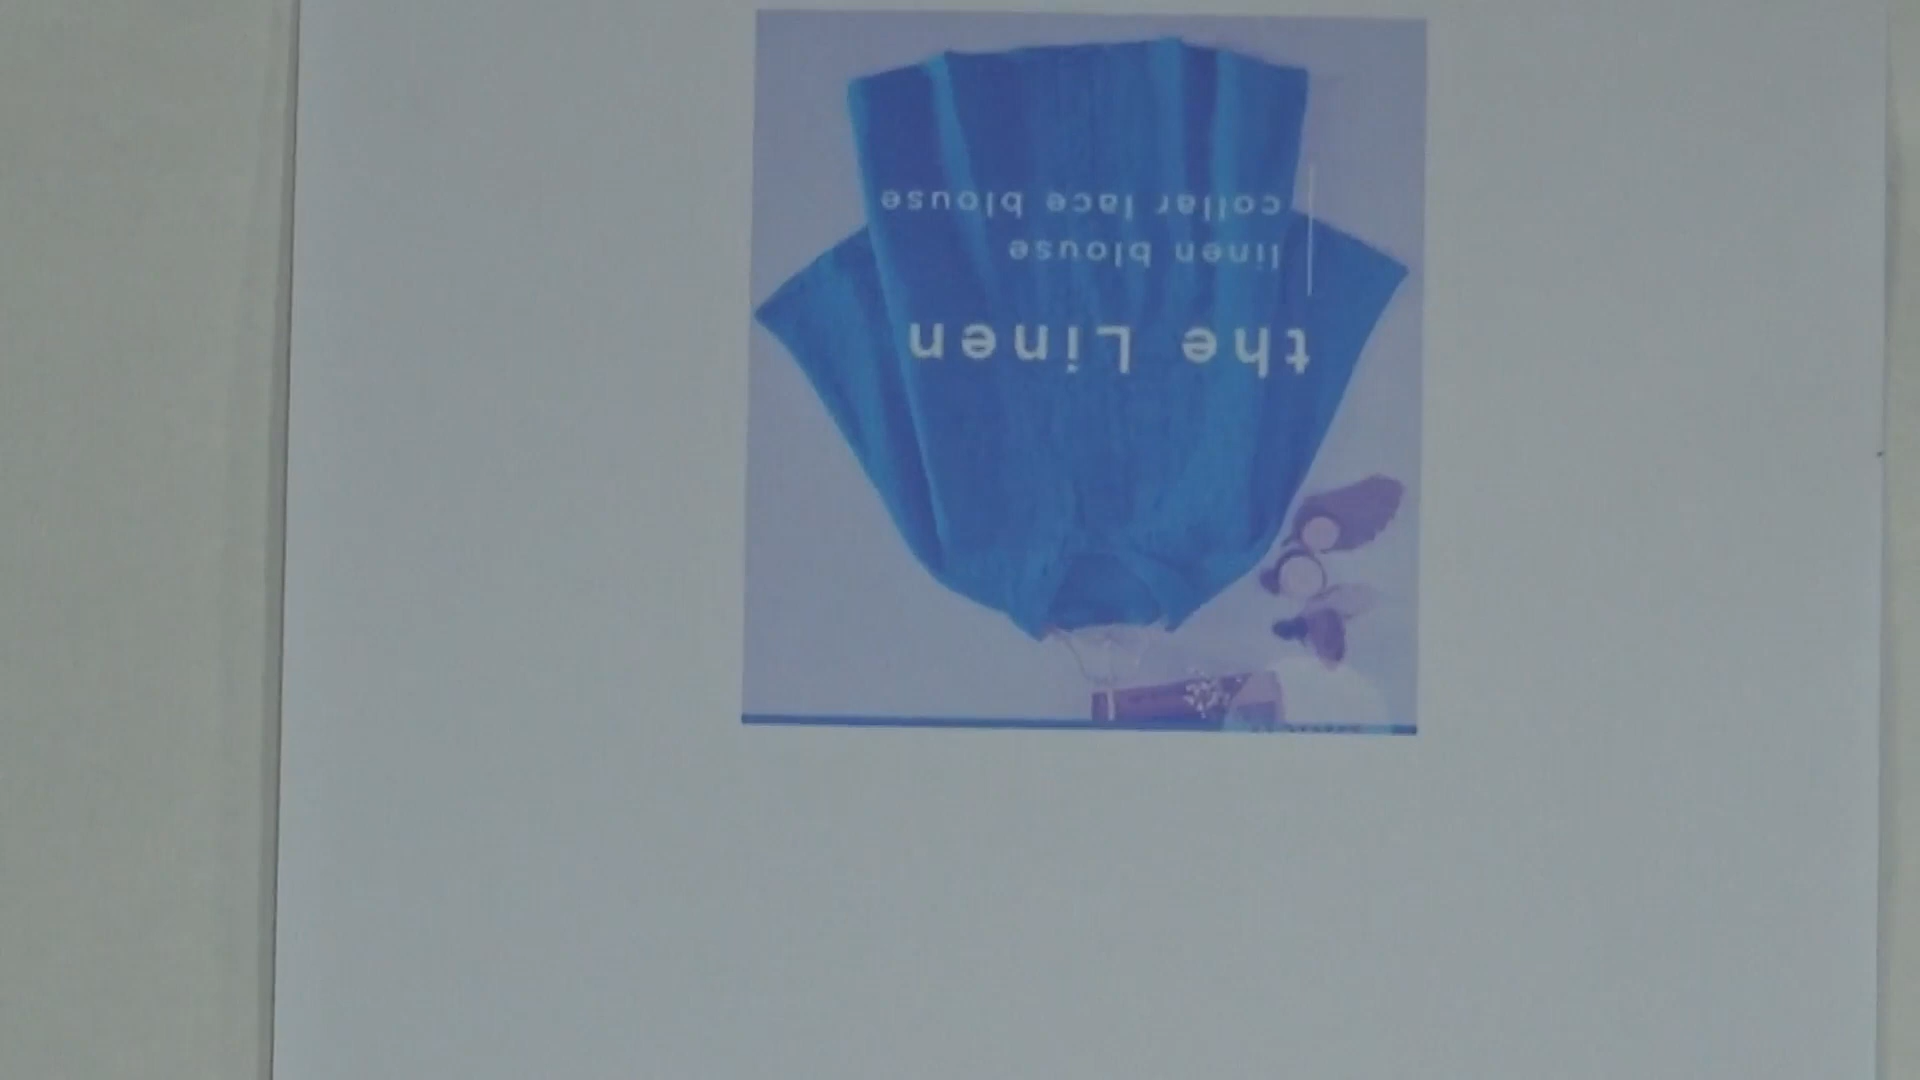 the Linen
linen blouse
collar lace blouse